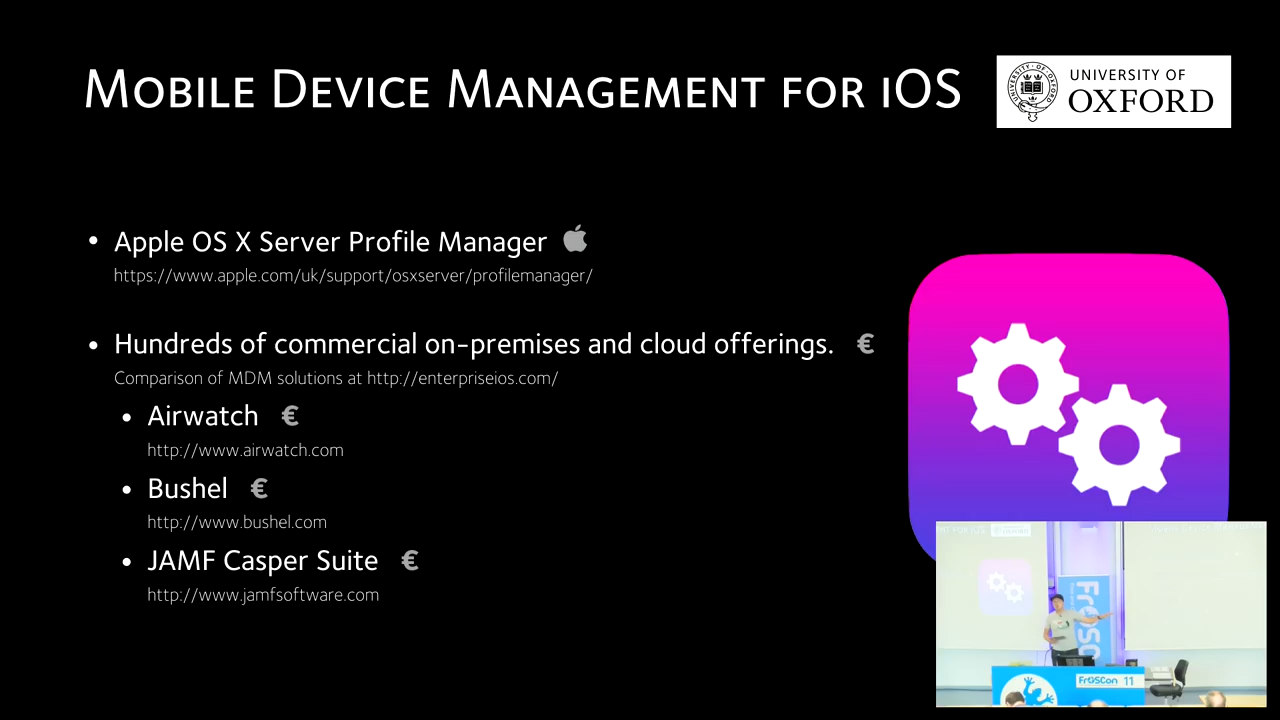 Mobile Device Management for iOS
UNIVERSITY OF
OXFORD
• Apple OS X Server Profile Manager
https://www.apple.com/uk/support/osxserver/profilemanager/
• Hundreds of commercial on-premises and cloud offerings. €
Comparison of MDM solutions at http://enterpriseios.com/
• Airwatch €
http://www.airwatch.com
• Bushel €
http://www.bushel.com
• JAMF Casper Suite €
http://www.jamfsoftware.com
FrOSC
FrOSCon 11